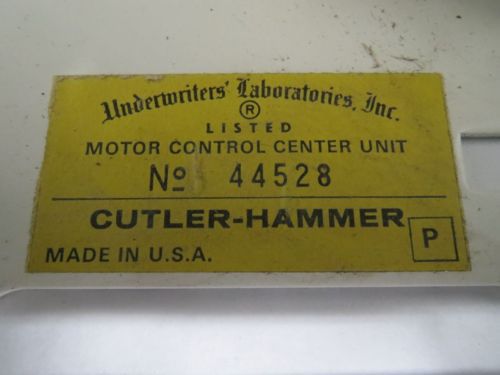 Underwriters' Laboratories, Inc.
®
LISTED
MOTOR CONTROL CENTER UNIT
Nº 44528
CUTLER-HAMMER
P
MADE IN U.S.A.